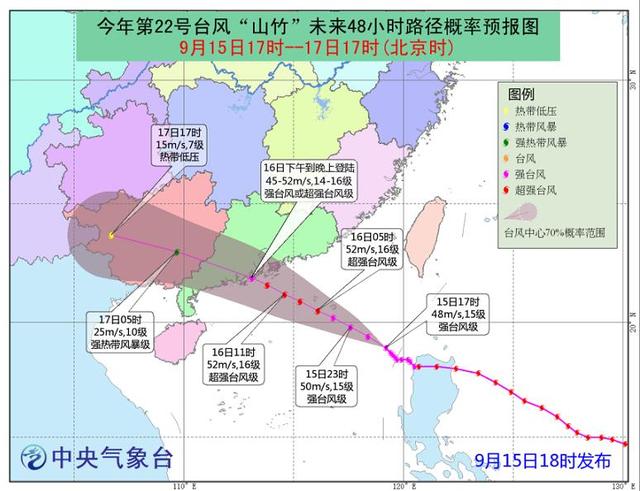 今年第22号台风“山竹”未来48小时路径概率预报图
9月15日17时--17日17时(北京时)
30°N
图例
热带低压
热带风暴
强热带风暴
台风
强台风
超强台风
台风中心70%概率范围
17日17时
15m/s,7级
热带低压
16日下午到晚上登陆
45-52m/s,14-16级
强台风或超强台风级
16日05时
52m/s,16级
超强台风级
15日17时
48m/s,15级
强台风级
20°N
17日05时
25m/s,10级
强热带风暴级
16日11时
52m/s,16级
超强台风级
15日23时
50m/s,15级
强台风级
中央气象台
9月15日18时发布
110°E
120°E
130°E